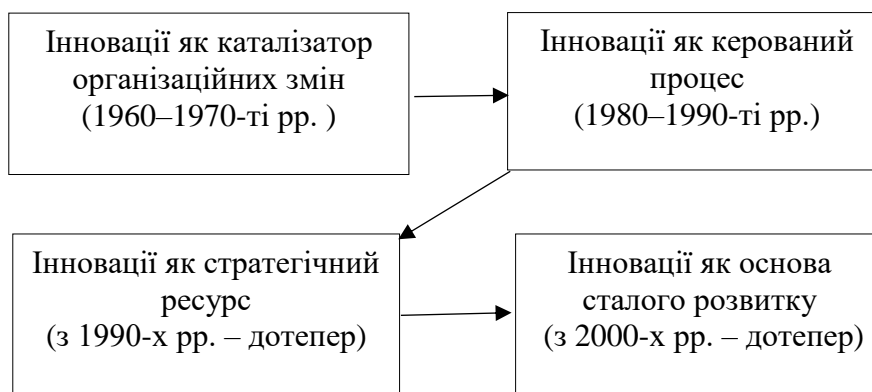 Інновації як каталізатор
організаційних змін
(1960–1970-ті рр. )
Інновації як керований
процес
(1980–1990-ті рр.)
Інновації як стратегічний
ресурс
(з 1990-х рр. – дотепер)
Інновації як основа
сталого розвитку
(з 2000-х рр. – дотепер)